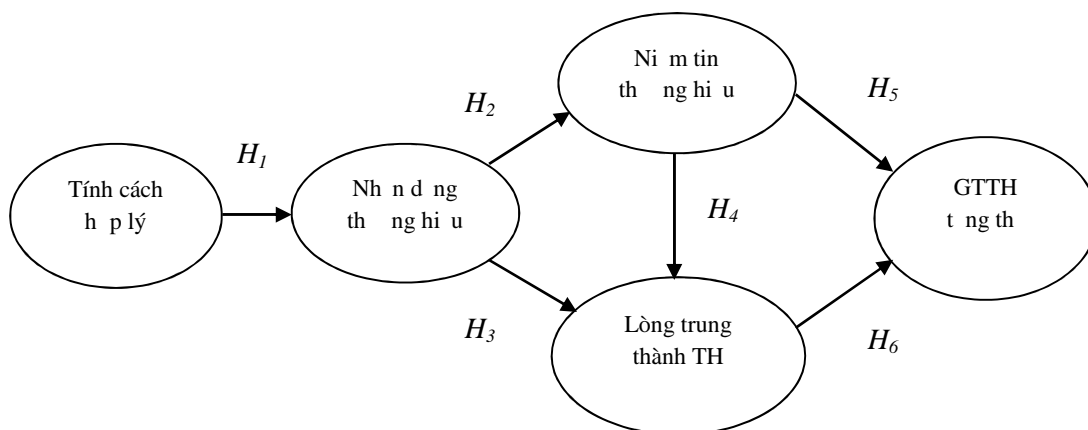 Ni m tin
th ng hi u
H2
H5
H1
Tính cách
h p lý
Nh n d ng
th ng hi u
H4
GTTH
t ng th
H3
Lòng trung
thành TH
H6